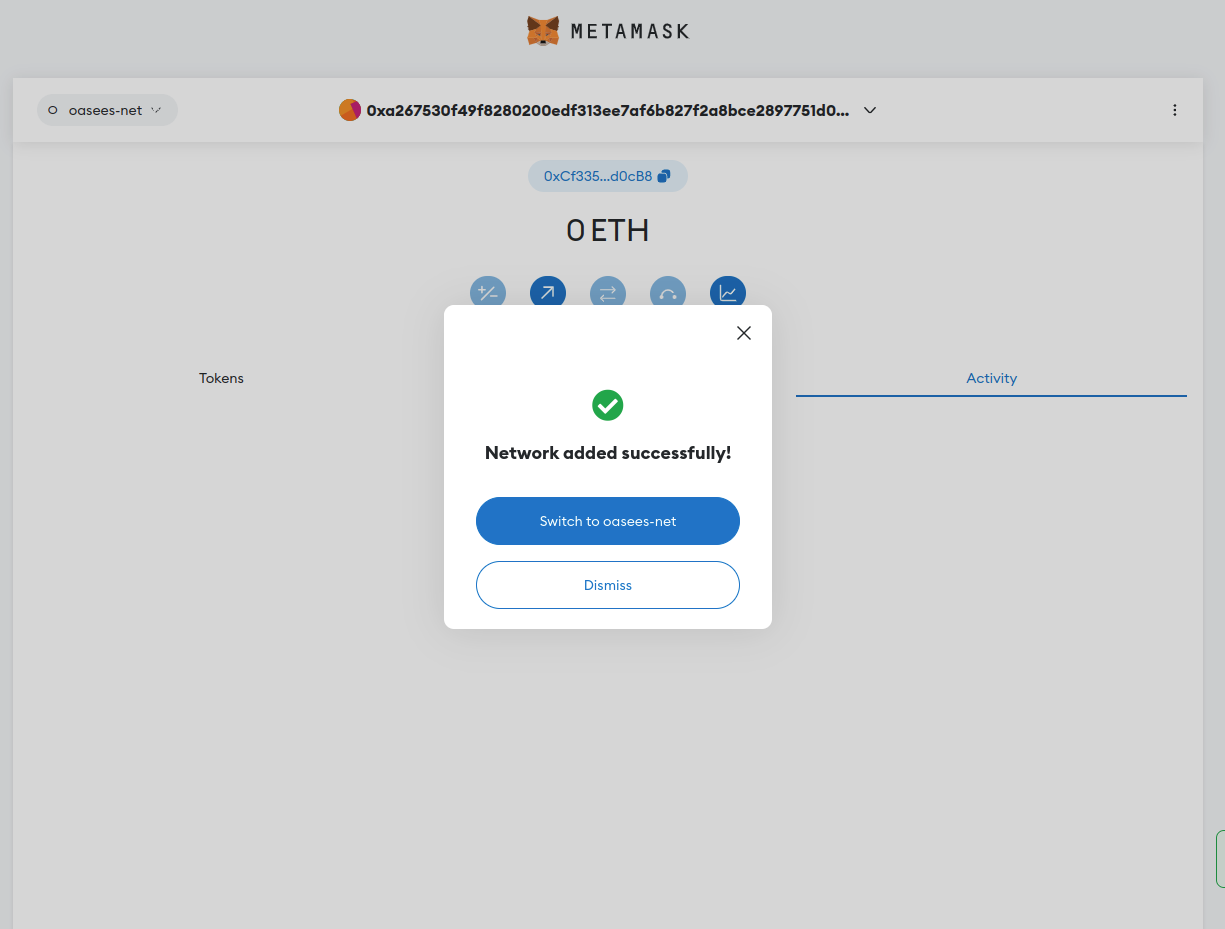 METAMASK
oasees-net
0xa267530f49f8280200edf313ee7af6b827f2a8bce2897751d0...
0xCf335...d0cB8
0 ETH
Tokens
Activity
Network added successfully!
Switch to oasees-net
Dismiss